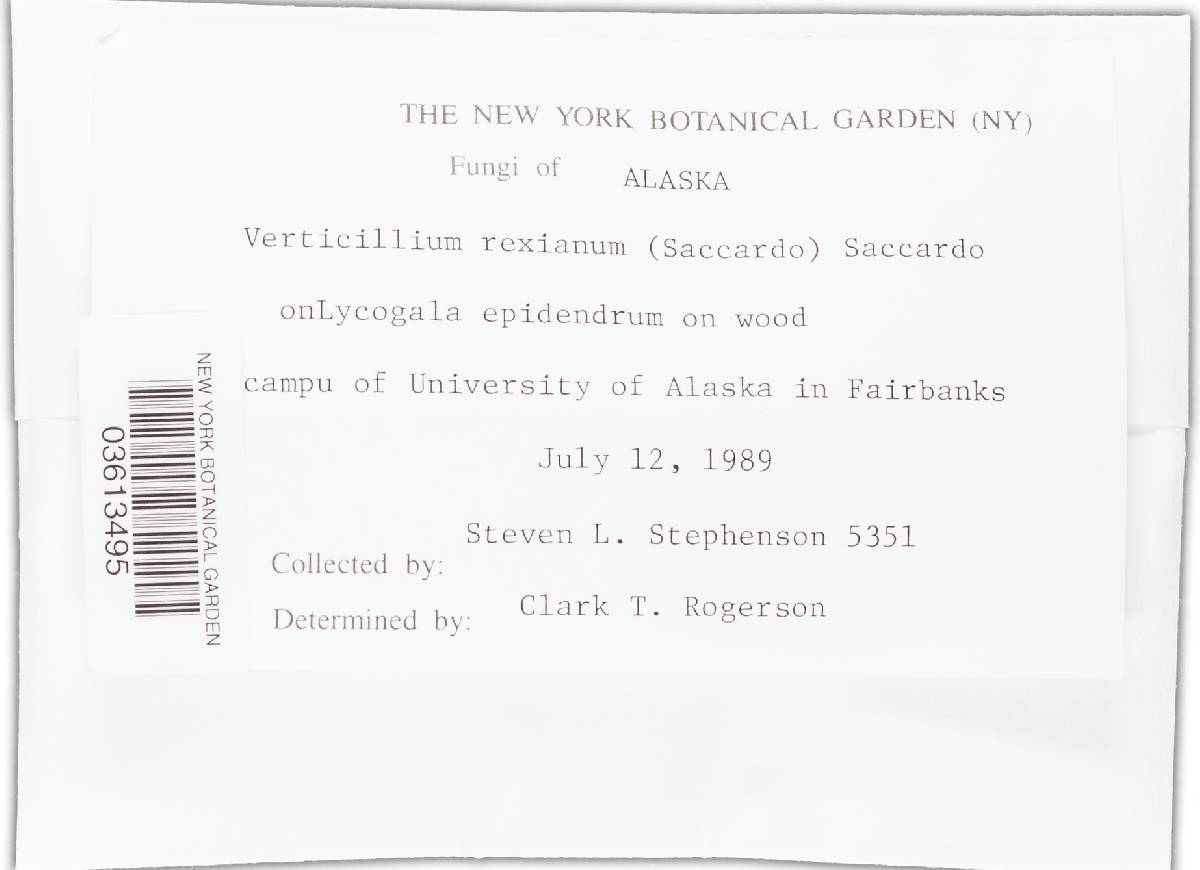 THE NEW YORK BOTANICAL GARDEN (NY)
Fungi of ALASKA
Verticillium rexianum (Saccardo) Saccardo
onLycogala epidendrum on wood
campu of University of Alaska in Fairbanks
July 12, 1989
Steven L. Stephenson 5351
Collected by:
Determined by: Clark T. Rogerson
NEW YORK BOTANICAL GARDEN
03613495